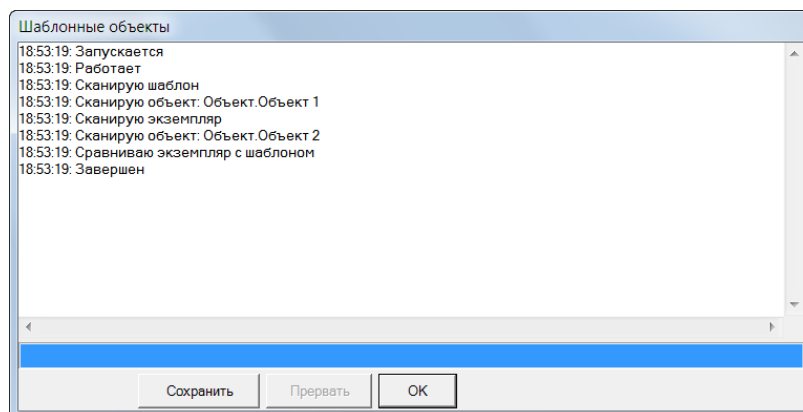 Шаблонные объекты
18:53:19: Запускается
18:53:19: Работает
18:53:19: Сканирую шаблон
18:53:19: Сканирую объект: Объект.Объект 1
18:53:19: Сканирую экземпляр
18:53:19: Сканирую объект: Объект.Объект 2
18:53:19: Сравниваю экземпляр с шаблоном
18:53:19: Завершен
Сохранить Прервать OK